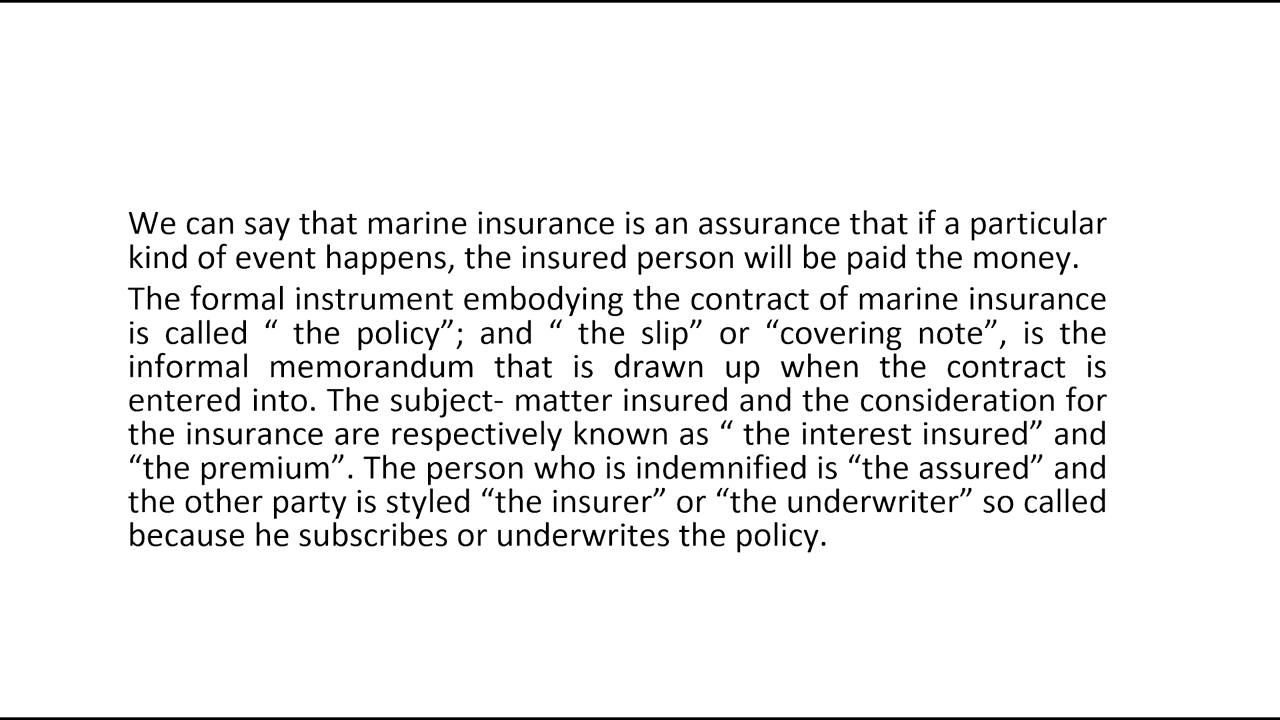 We can say that marine insurance is an assurance that if a particular
kind of event happens, the insured person will be paid the money.
The formal instrument embodying the contract of marine insurance
is called “ the policy”; and “ the slip” or “covering note”, is the
informal memorandum that is drawn up when the contract is
entered into. The subject- matter insured and the consideration for
the insurance are respectively known as “ the interest insured” and
“the premium”. The person who is indemnified is “the assured” and
the other party is styled “the insurer” or “the underwriter” so called
because he subscribes or underwrites the policy.